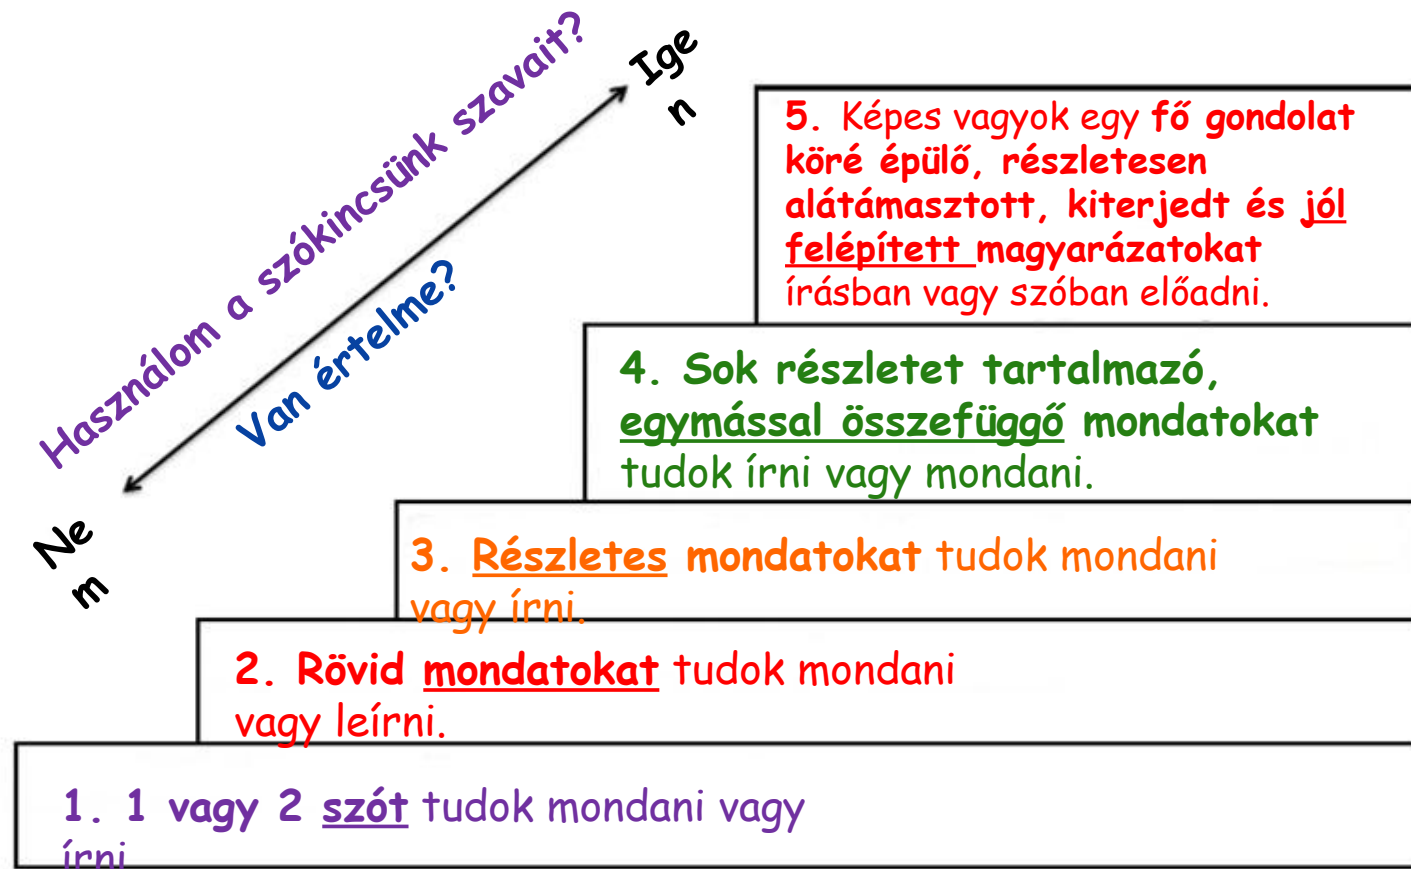 Használom a szókincsünk szavait?
Ige
n
Van értelme?
Ne
m
5. Képes vagyok egy fő gondolat
köré épülő, részletesen
alátámasztott, kiterjedt és jól
felépített magyarázatokat
írásban vagy szóban előadni.
4. Sok részletet tartalmazó,
egymással összefüggő mondatokat
tudok írni vagy mondani.
3. Részletes mondatokat tudok mondani
vagy írni.
2. Rövid mondatokat tudok mondani
vagy leírni.
1. 1 vagy 2 szót tudok mondani vagy
írni